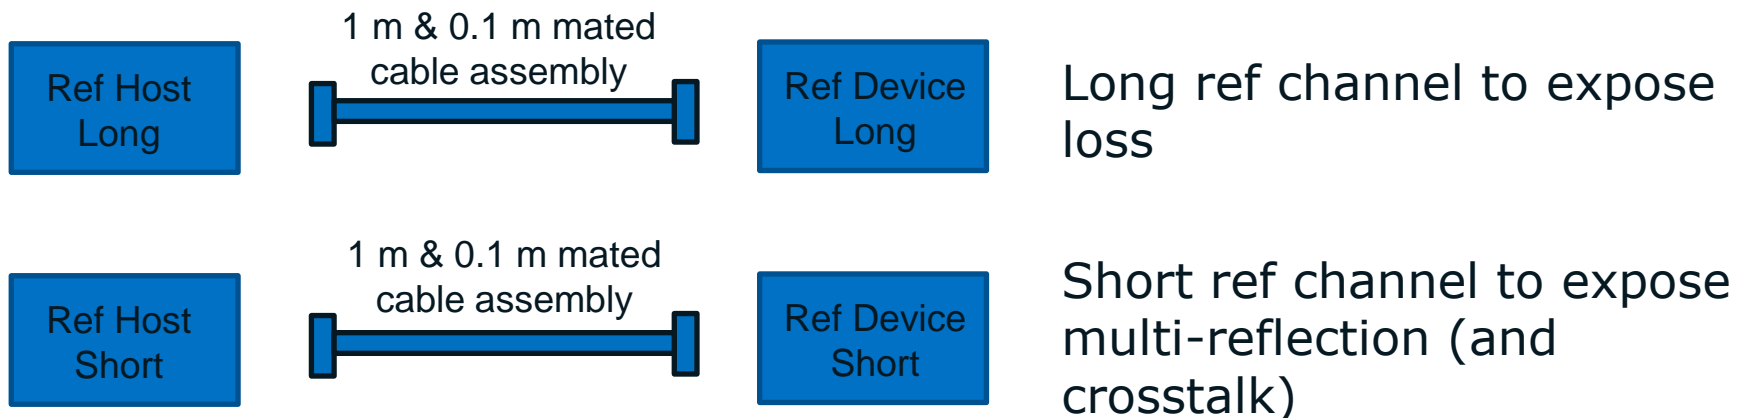 1 m & 0.1 m mated
cable assembly
Ref Host
Long
Ref Device
Long
Long ref channel to expose
loss
1 m & 0.1 m mated
cable assembly
Ref Host
Short
Ref Device
Short
Short ref channel to expose
multi-reflection (and
crosstalk)